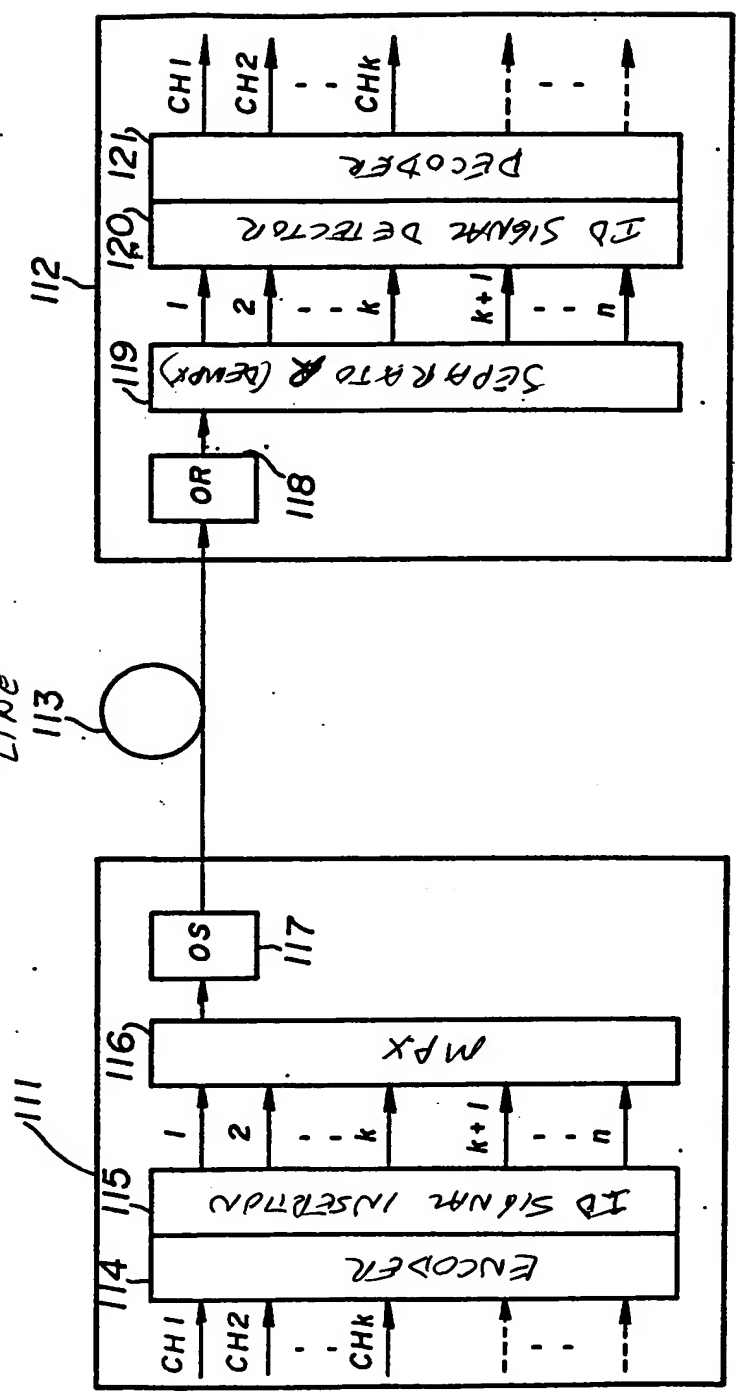 111
114
115
116
ENCODER
ID SIGNAL INSERTION
MPX
CH1
CH2
CHk
1
2
k
k+1
n
OS
117
LINE
113
112
118
119
120
121
OR
SEPARATOR (DEMPX)
ID SIGNAL DETECTOR
DECODER
1
2
k
k+1
n
CH1
CH2
CHk